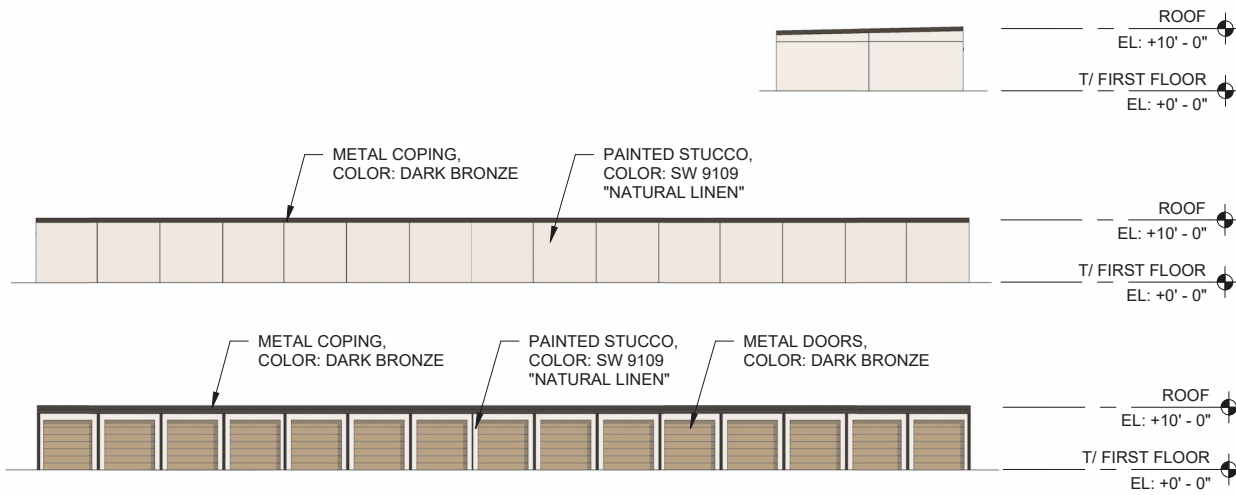 ROOF
EL: +10' - 0"
T/ FIRST FLOOR
EL: +0' - 0"
METAL COPING,
COLOR: DARK BRONZE
PAINTED STUCCO,
COLOR: SW 9109
"NATURAL LINEN"
ROOF
EL: +10' - 0"
T/ FIRST FLOOR
EL: +0' - 0"
METAL COPING,
COLOR: DARK BRONZE
PAINTED STUCCO,
COLOR: SW 9109
"NATURAL LINEN"
METAL DOORS,
COLOR: DARK BRONZE
ROOF
EL: +10' - 0"
T/ FIRST FLOOR
EL: +0' - 0"